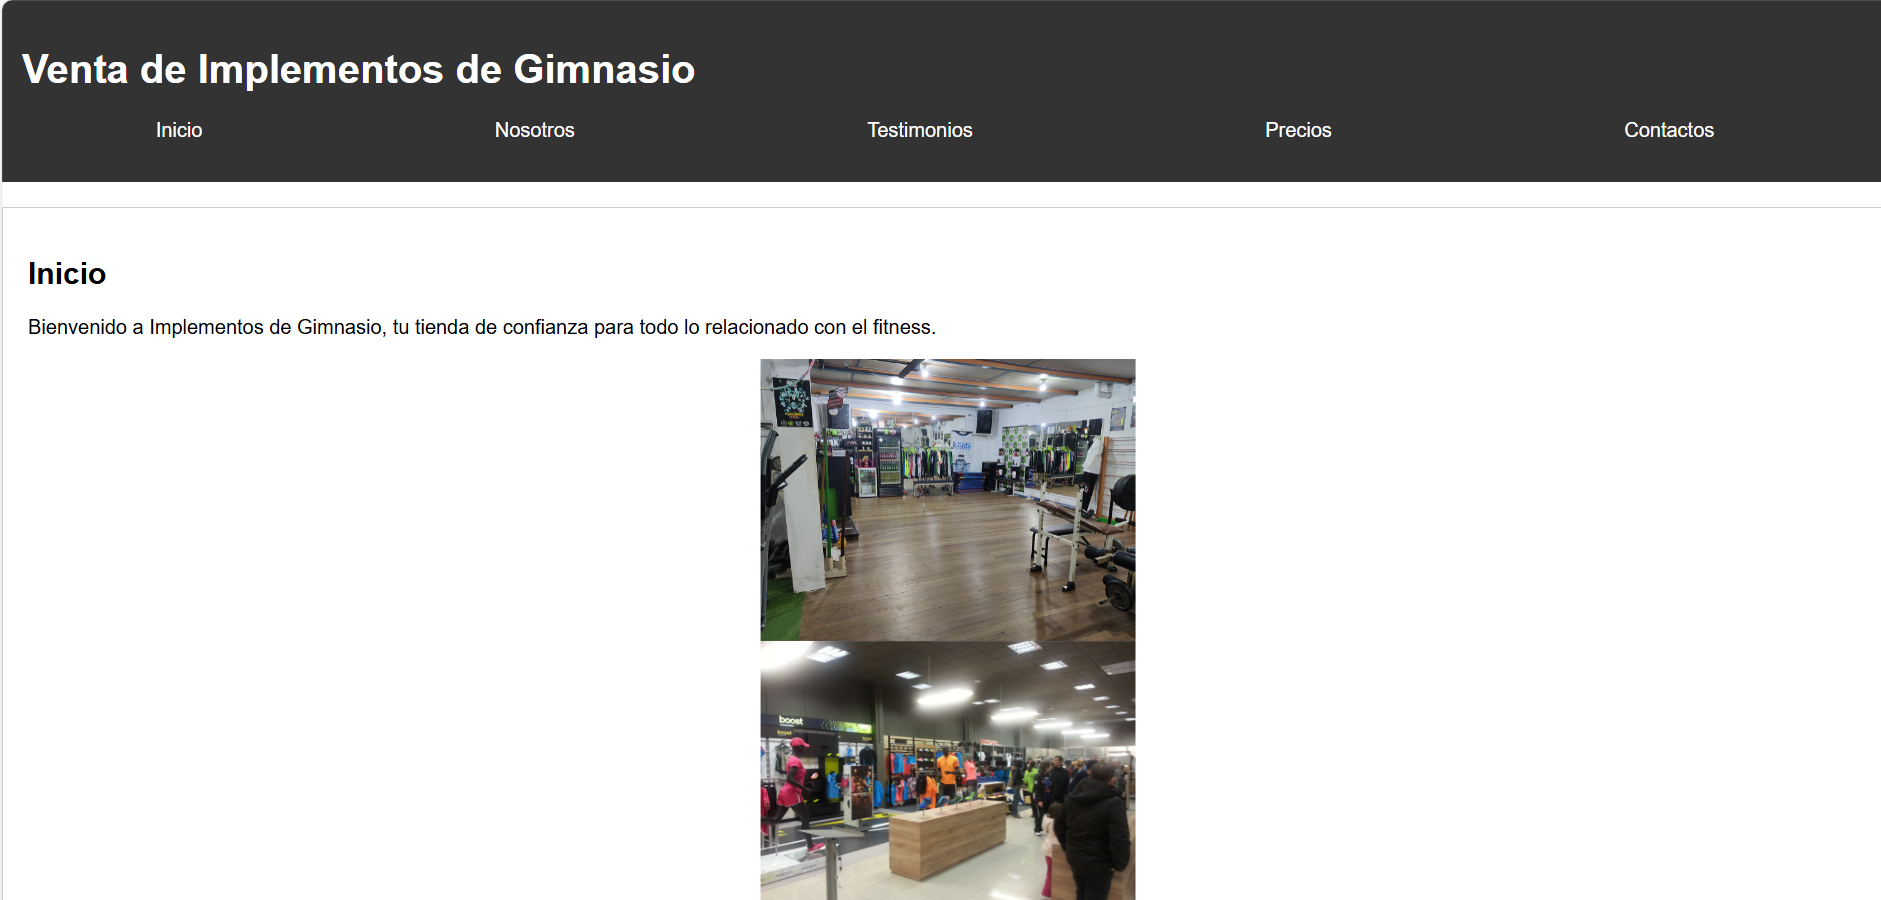 Venta de Implementos de Gimnasio
Inicio
Nosotros
Testimonios
Precios
Contactos
Inicio
Bienvenido a Implementos de Gimnasio, tu tienda de confianza para todo lo relacionado con el fitness.
boost
boost